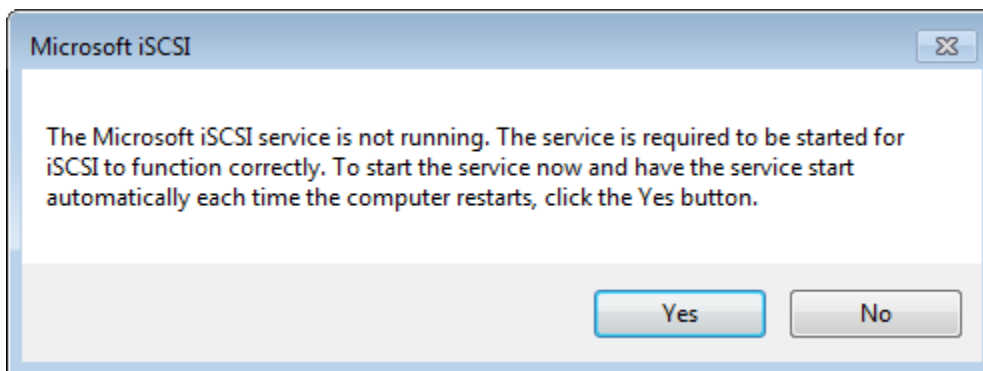 Microsoft iSCSI
The Microsoft iSCSI service is not running. The service is required to be started for
iSCSI to function correctly. To start the service now and have the service start
automatically each time the computer restarts, click the Yes button.
Yes
No